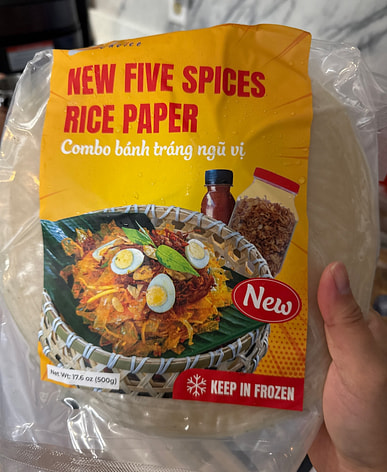 NEW FIVE SPICES
RICE PAPER
Combo bánh tráng ngũ vị
New
Net Wt: 17.6 oz (500g)
KEEP IN FROZEN